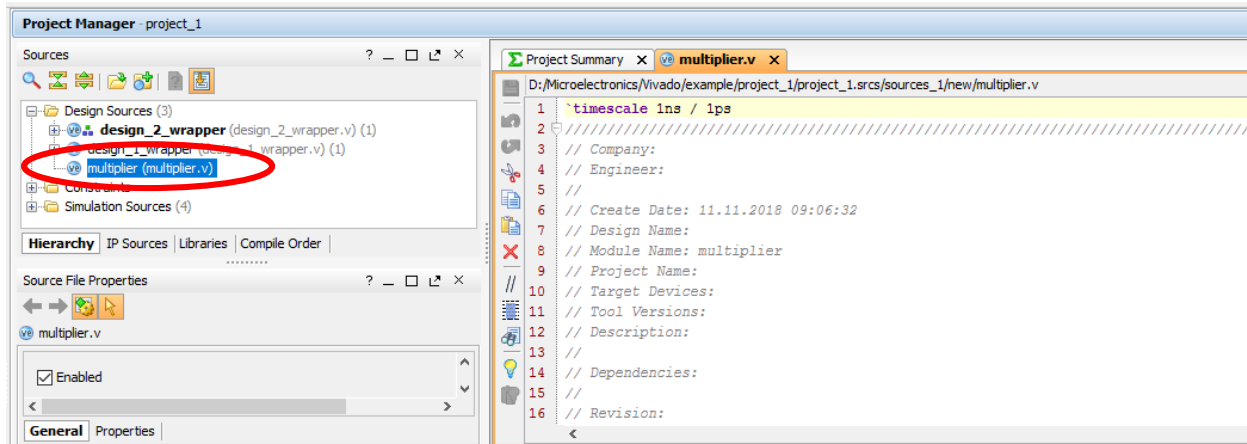 Project Manager - project_1
Sources
Design Sources (3)
design_2_wrapper (design_2_wrapper.v) (1)
design_1_wrapper (design_1_wrapper.v) (1)
multiplier (multiplier.v)
Constraints
Simulation Sources (4)
Hierarchy IP Sources Libraries Compile Order
Source File Properties
multiplier.v
Enabled
General Properties
Σ Project Summary multiplier.v
D:/Microelectronics/Vivado/example/project_1/project_1.srcs/sources_1/new/multiplier.v
1 `timescale 1ns / 1ps
2 //////////////////////////////////////////////////////////////////////////////////
3 // Company:
4 // Engineer:
5 //
6 // Create Date: 11.11.2018 09:06:32
7 // Design Name:
8 // Module Name: multiplier
9 // Project Name:
10 // Target Devices:
11 // Tool Versions:
12 // Description:
13 //
14 // Dependencies:
15 //
16 // Revision: